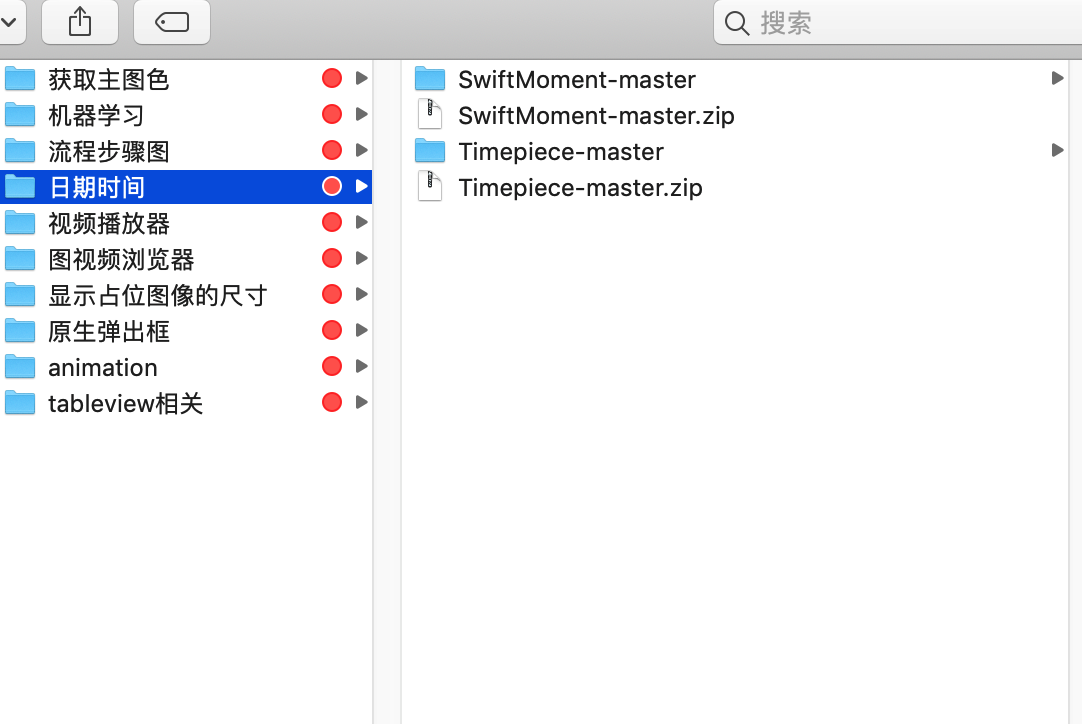 搜索
获取主图色
机器学习
流程步骤图
日期时间
视频播放器
图视频浏览器
显示占位图像的尺寸
原生弹出框
animation
tableview相关
SwiftMoment-master
SwiftMoment-master.zip
Timepiece-master
Timepiece-master.zip